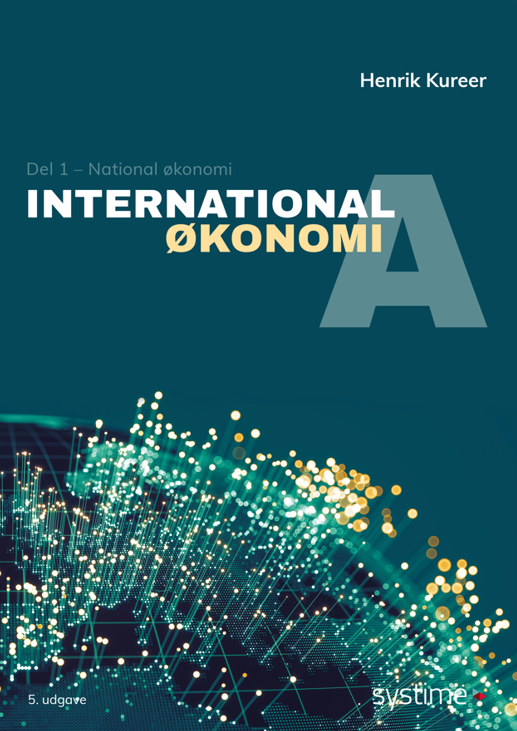 Henrik Kureer
Del 1 – National økonomi
INTERNATIONAL
ØKONOMI
A
5. udgave
systime